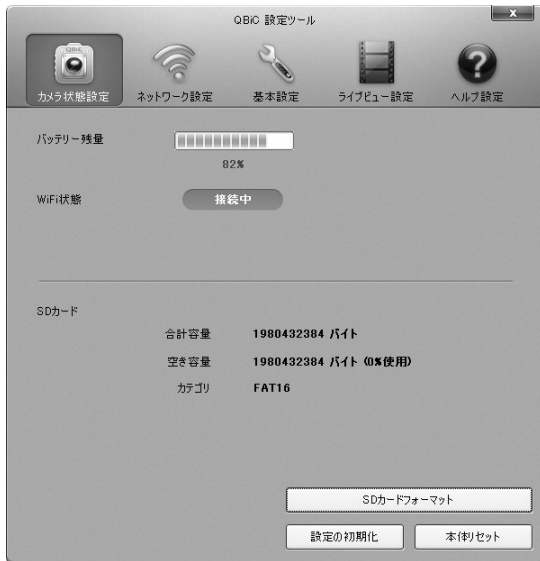 QBiC 設定ツール
x
QBiC
カメラ状態設定 ネットワーク設定 基本設定 ライブビュー設定 ヘルプ設定
バッテリー残量
82%
WiFi状態 接続中
SDカード
合計容量 1980432384 バイト
空き容量 1980432384 バイト (0%使用)
カテゴリ FAT16
SDカードフォーマット
設定の初期化 本体リセット